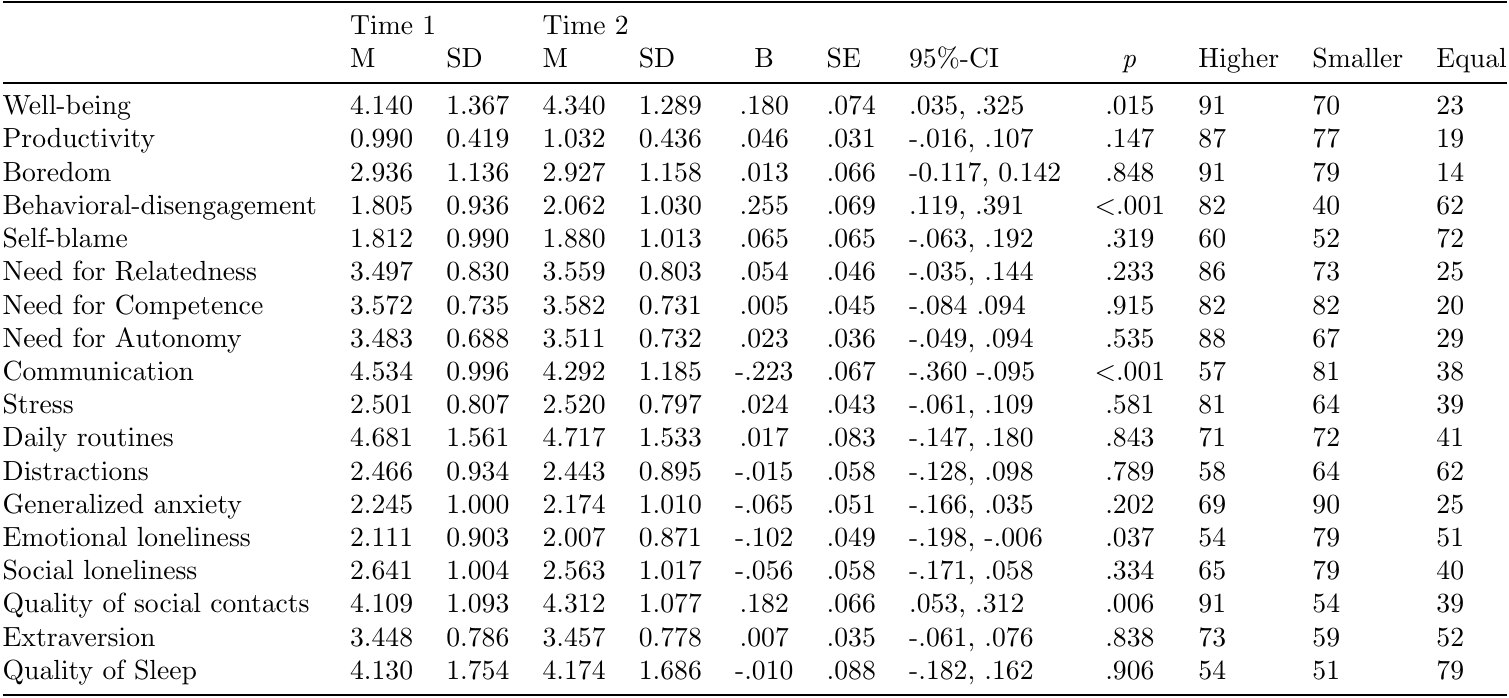 Time 1 Time 2
M SD M SD B SE 95%-CI p Higher Smaller Equal
Well-being 4.140 1.367 4.340 1.289 .180 .074 .035, .325 .015 91 70 23
Productivity 0.990 0.419 1.032 0.436 .046 .031 -.016, .107 .147 87 77 19
Boredom 2.936 1.136 2.927 1.158 .013 .066 -0.117, 0.142 .848 91 79 14
Behavioral-disengagement 1.805 0.936 2.062 1.030 .255 .069 .119, .391 <.001 82 40 62
Self-blame 1.812 0.990 1.880 1.013 .065 .065 -.063, .192 .319 60 52 72
Need for Relatedness 3.497 0.830 3.559 0.803 .054 .046 -.035, .144 .233 86 73 25
Need for Competence 3.572 0.735 3.582 0.731 .005 .045 -.084 .094 .915 82 82 20
Need for Autonomy 3.483 0.688 3.511 0.732 .023 .036 -.049, .094 .535 88 67 29
Communication 4.534 0.996 4.292 1.185 -.223 .067 -.360 -.095 <.001 57 81 38
Stress 2.501 0.807 2.520 0.797 .024 .043 -.061, .109 .581 81 64 39
Daily routines 4.681 1.561 4.717 1.533 .017 .083 -.147, .180 .843 71 72 41
Distractions 2.466 0.934 2.443 0.895 -.015 .058 -.128, .098 .789 58 64 62
Generalized anxiety 2.245 1.000 2.174 1.010 -.065 .051 -.166, .035 .202 69 90 25
Emotional loneliness 2.111 0.903 2.007 0.871 -.102 .049 -.198, -.006 .037 54 79 51
Social loneliness 2.641 1.004 2.563 1.017 -.056 .058 -.171, .058 .334 65 79 40
Quality of social contacts 4.109 1.093 4.312 1.077 .182 .066 .053, .312 .006 91 54 39
Extraversion 3.448 0.786 3.457 0.778 .007 .035 -.061, .076 .838 73 59 52
Quality of Sleep 4.130 1.754 4.174 1.686 -.010 .088 -.182, .162 .906 54 51 79